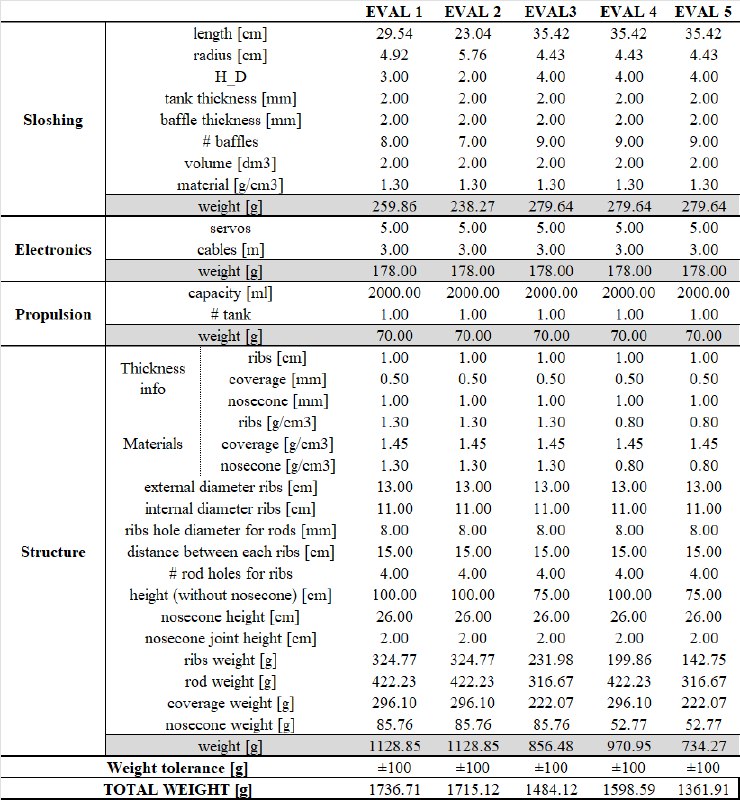 EVAL 1 EVAL 2 EVAL3 EVAL 4 EVAL 5
length [cm] 29.54 23.04 35.42 35.42 35.42
radius [cm] 4.92 5.76 4.43 4.43 4.43
H_D 3.00 2.00 4.00 4.00 4.00
tank thickness [mm] 2.00 2.00 2.00 2.00 2.00
Sloshing baffle thickness [mm] 2.00 2.00 2.00 2.00 2.00
# baffles 8.00 7.00 9.00 9.00 9.00
volume [dm3] 2.00 2.00 2.00 2.00 2.00
material [g/cm3] 1.30 1.30 1.30 1.30 1.30
weight [g] 259.86 238.27 279.64 279.64 279.64
servos 5.00 5.00 5.00 5.00 5.00
Electronics cables [m] 3.00 3.00 3.00 3.00 3.00
weight [g] 178.00 178.00 178.00 178.00 178.00
capacity [ml] 2000.00 2000.00 2000.00 2000.00 2000.00
Propulsion # tank 1.00 1.00 1.00 1.00 1.00
weight [g] 70.00 70.00 70.00 70.00 70.00
Thickness info ribs [cm] 1.00 1.00 1.00 1.00 1.00
coverage [mm] 0.50 0.50 0.50 0.50 0.50
nosecone [mm] 1.00 1.00 1.00 1.00 1.00
ribs [g/cm3] 1.30 1.30 1.30 0.80 0.80
Materials coverage [g/cm3] 1.45 1.45 1.45 1.45 1.45
nosecone [g/cm3] 1.30 1.30 1.30 0.80 0.80
external diameter ribs [cm] 13.00 13.00 13.00 13.00 13.00
internal diameter ribs [cm] 11.00 11.00 11.00 11.00 11.00
ribs hole diameter for rods [mm] 8.00 8.00 8.00 8.00 8.00
Structure distance between each ribs [cm] 15.00 15.00 15.00 15.00 15.00
# rod holes for ribs 4.00 4.00 4.00 4.00 4.00
height (without nosecone) [cm] 100.00 100.00 75.00 100.00 75.00
nosecone height [cm] 26.00 26.00 26.00 26.00 26.00
nosecone joint height [cm] 2.00 2.00 2.00 2.00 2.00
ribs weight [g] 324.77 324.77 231.98 199.86 142.75
rod weight [g] 422.23 422.23 316.67 422.23 316.67
coverage weight [g] 296.10 296.10 222.07 296.10 222.07
nosecone weight [g] 85.76 85.76 85.76 52.77 52.77
weight [g] 1128.85 1128.85 856.48 970.95 734.27
Weight tolerance [g] ±100 ±100 ±100 ±100 ±100
TOTAL WEIGHT [g] 1736.71 1715.12 1484.12 1598.59 1361.91